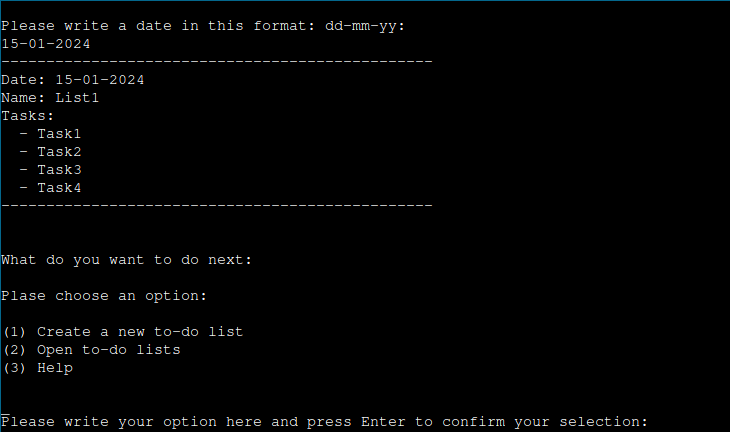 Please write a date in this format: dd-mm-yy:
15-01-2024
------------------------------------------------
Date: 15-01-2024
Name: List1
Tasks:
  - Task1
  - Task2
  - Task3
  - Task4
------------------------------------------------
What do you want to do next:
Plase choose an option:
(1) Create a new to-do list
(2) Open to-do lists
(3) Help
_
Please write your option here and press Enter to confirm your selection: